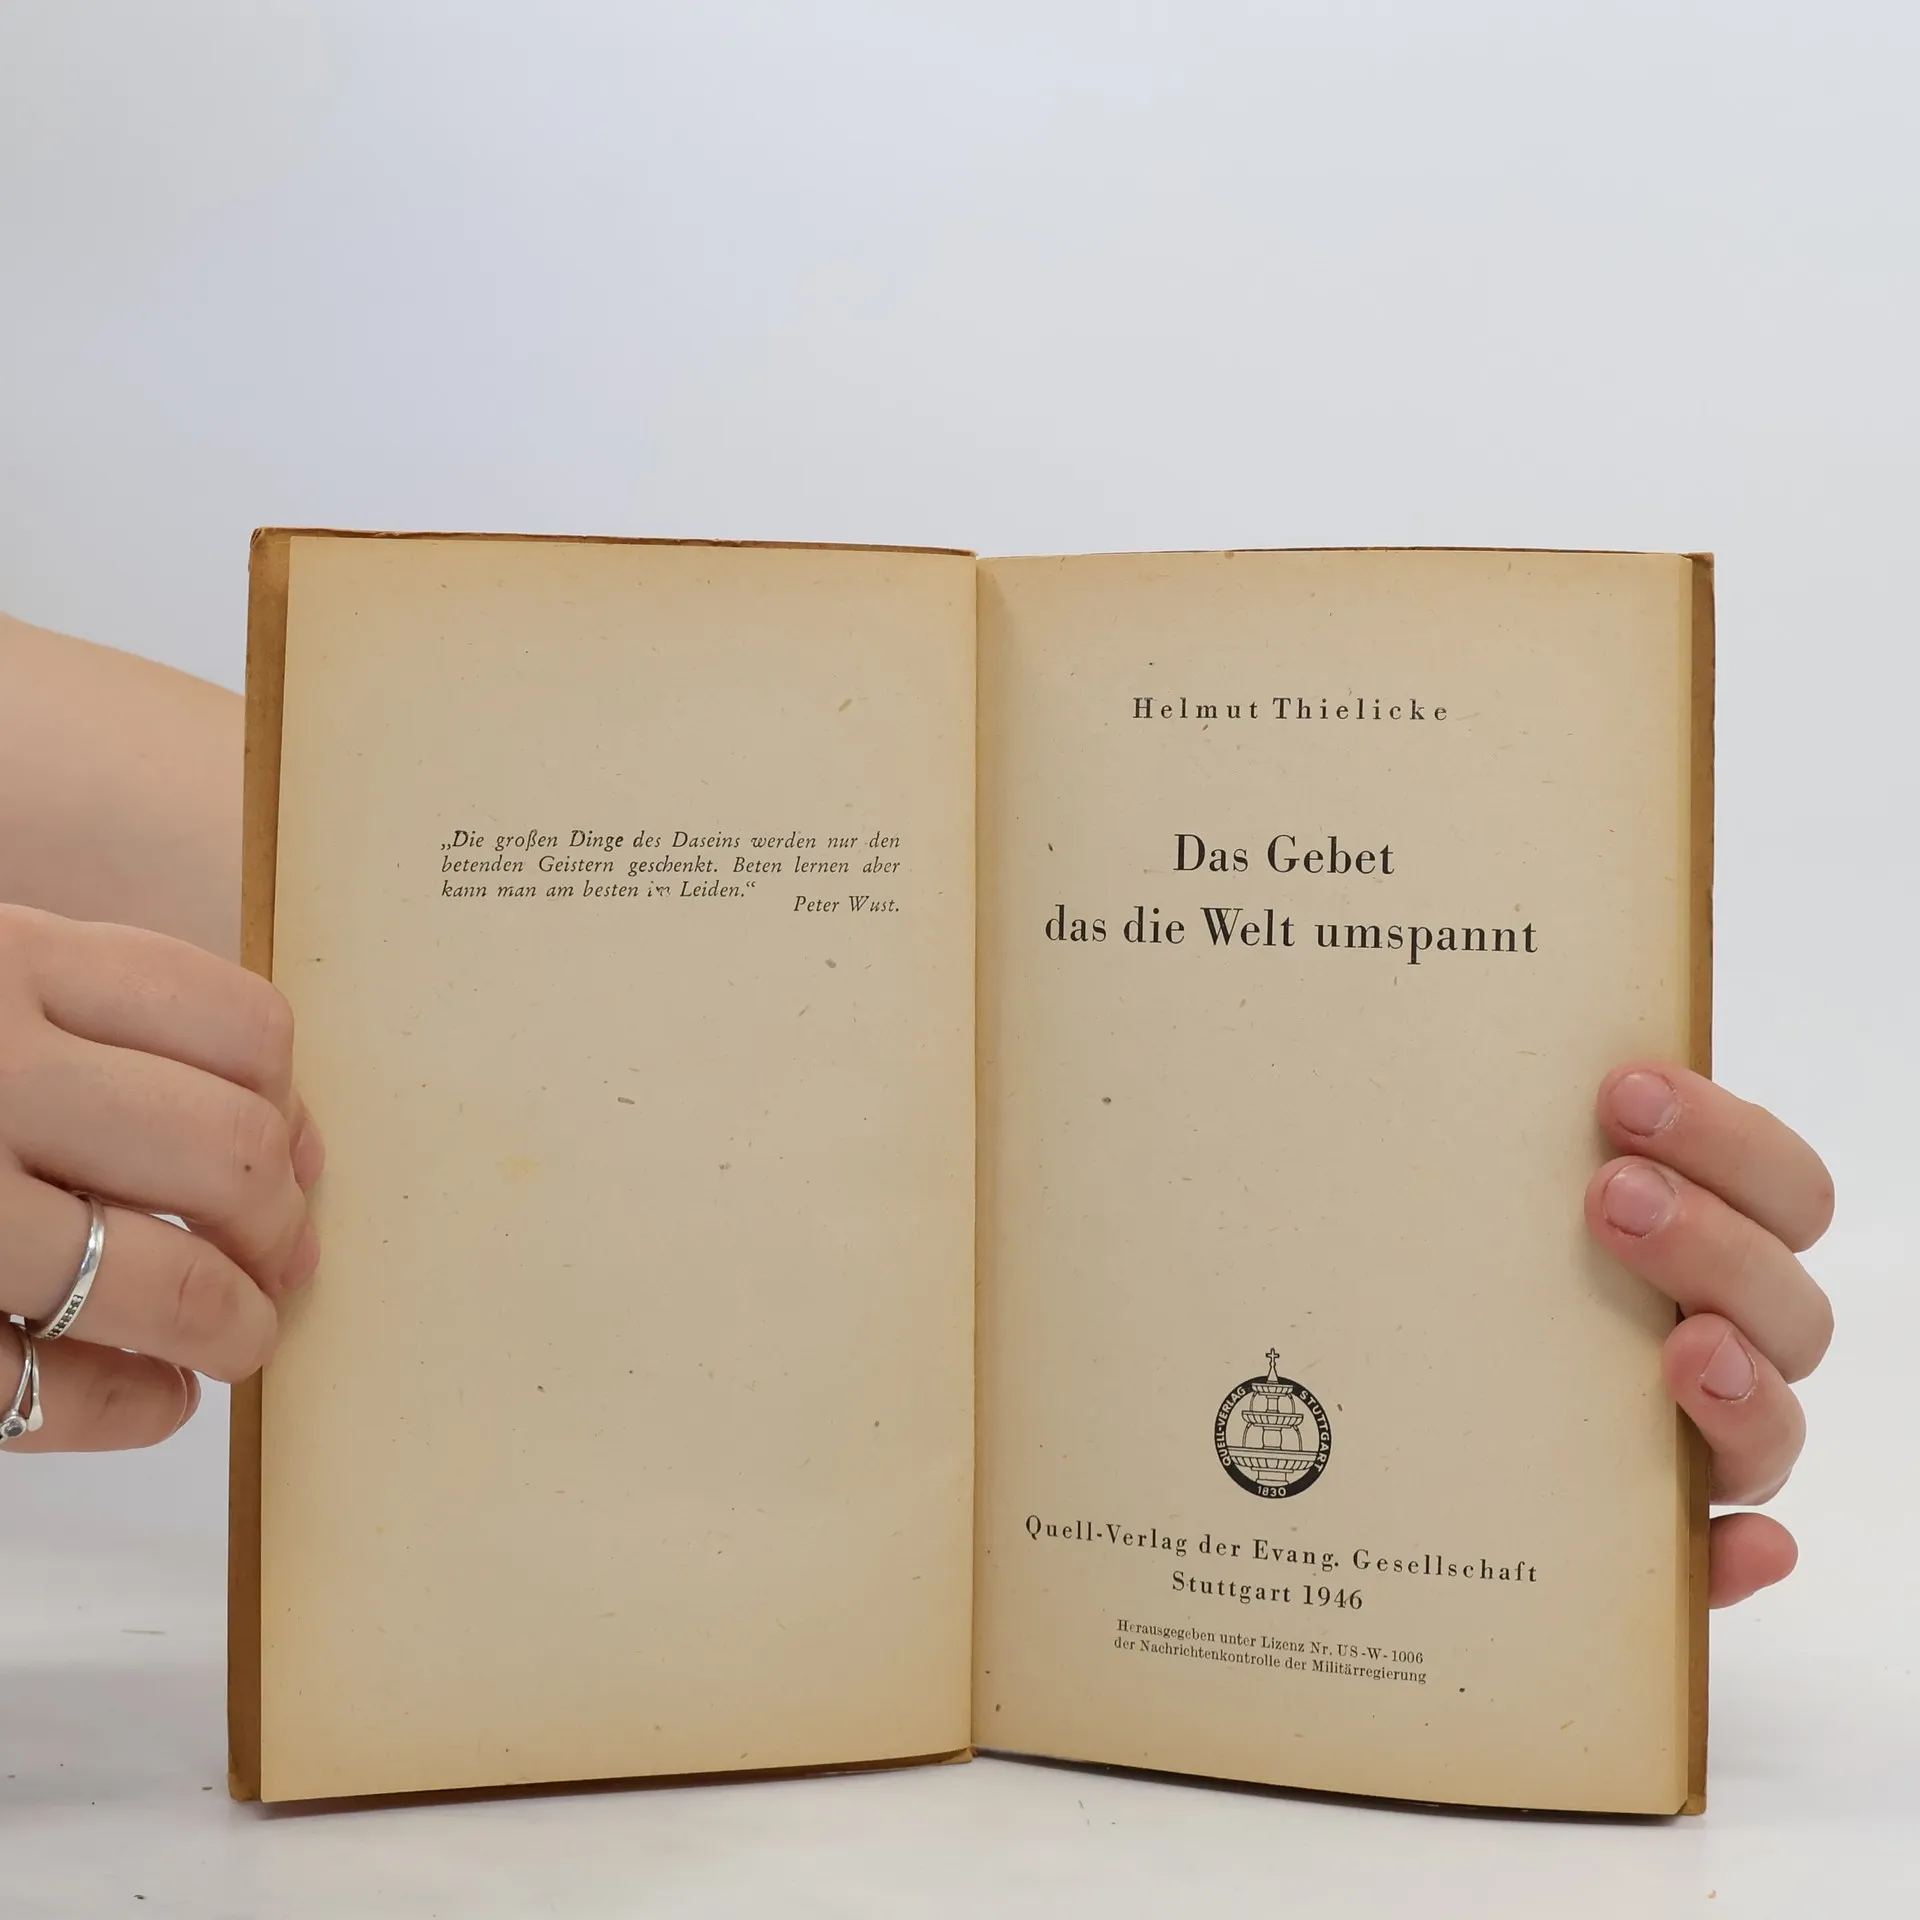 „Die großen Dinge des Daseins werden nur den
betenden Geistern geschenkt. Beten lernen aber
kann man am besten im Leiden.“
Peter Wust.
Helmut Thielicke
Das Gebet
das die Welt umspannt
QUELL-VERLAG STUTTGART
1830
Quell-Verlag der Evang. Gesellschaft
Stuttgart 1946
Herausgegeben unter Lizenz Nr. US-W-1006
der Nachrichtenkontrolle der Militärregierung